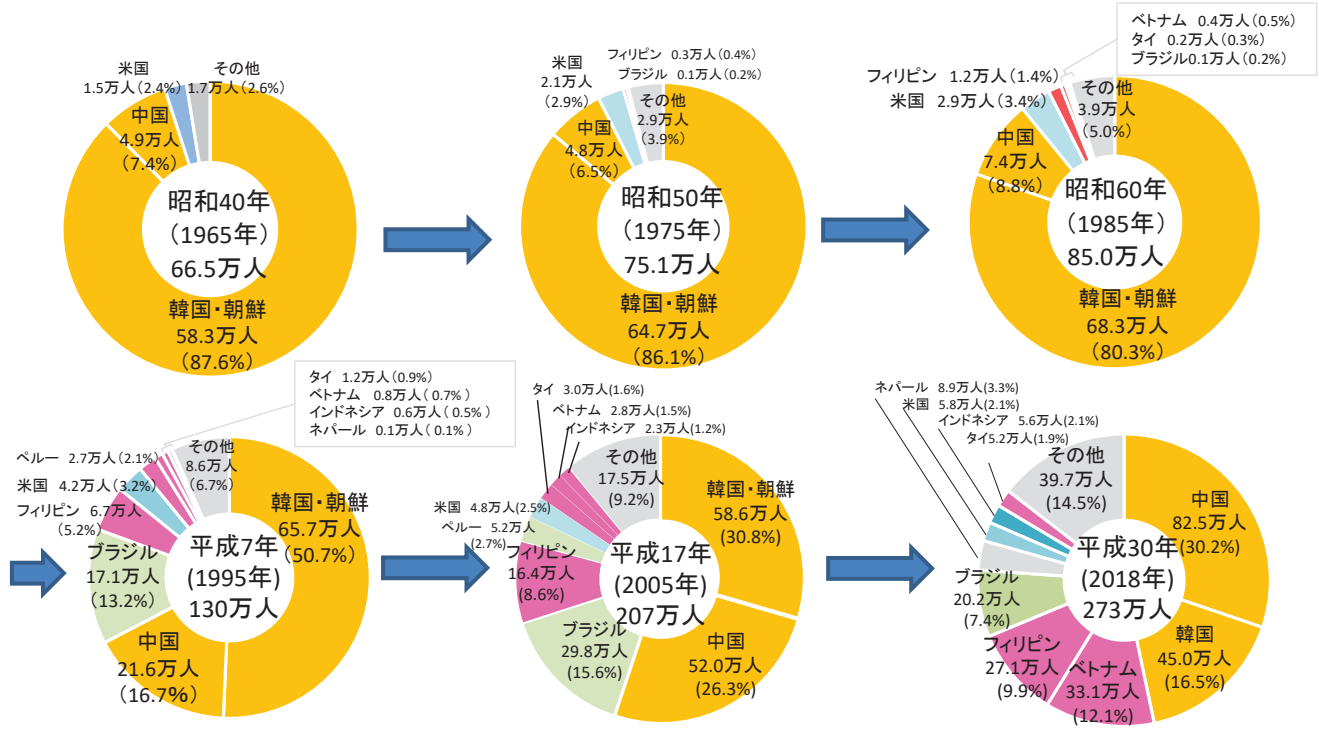 米国
1.5万人(2.4%)
その他
1.7万人(2.6%)
中国
4.9万人
(7.4%)
昭和40年
(1965年)
66.5万人
韓国・朝鮮
58.3万人
(87.6%)
フィリピン 0.3万人(0.4%)
ブラジル 0.1万人(0.2%)
米国
2.1万人
(2.9%)
その他
2.9万人
(3.9%)
中国
4.8万人
(6.5%)
昭和50年
(1975年)
75.1万人
韓国・朝鮮
64.7万人
(86.1%)
ベトナム 0.4万人(0.5%)
タイ 0.2万人(0.3%)
ブラジル0.1万人(0.2%)
フィリピン 1.2万人(1.4%)
米国 2.9万人(3.4%)
その他
3.9万人
(5.0%)
中国
7.4万人
(8.8%)
昭和60年
(1985年)
85.0万人
韓国・朝鮮
68.3万人
(80.3%)
タイ 1.2万人(0.9%)
ベトナム 0.8万人(0.7%)
インドネシア 0.6万人(0.5%)
ネパール 0.1万人(0.1%)
ペルー 2.7万人(2.1%)
米国 4.2万人(3.2%)
フィリピン 6.7万人
(5.2%)
その他
8.6万人
(6.7%)
ブラジル
17.1万人
(13.2%)
平成7年
(1995年)
130万人
韓国・朝鮮
65.7万人
(50.7%)
中国
21.6万人
(16.7%)
タイ 3.0万人(1.6%)
ベトナム 2.8万人(1.5%)
インドネシア 2.3万人(1.2%)
米国 4.8万人(2.5%)
ペルー 5.2万人
(2.7%)
その他
17.5万人
(9.2%)
フィリピン
16.4万人
(8.6%)
平成17年
(2005年)
207万人
韓国・朝鮮
58.6万人
(30.8%)
ブラジル
29.8万人
(15.6%)
中国
52.0万人
(26.3%)
ネパール 8.9万人(3.3%)
米国 5.8万人(2.1%)
インドネシア 5.6万人(2.1%)
タイ5.2万人(1.9%)
その他
39.7万人
(14.5%)
中国
82.5万人
(30.2%)
平成30年
(2018年)
273万人
ブラジル
20.2万人
(7.4%)
フィリピン
27.1万人
(9.9%)
ベトナム
33.1万人
(12.1%)
韓国
45.0万人
(16.5%)